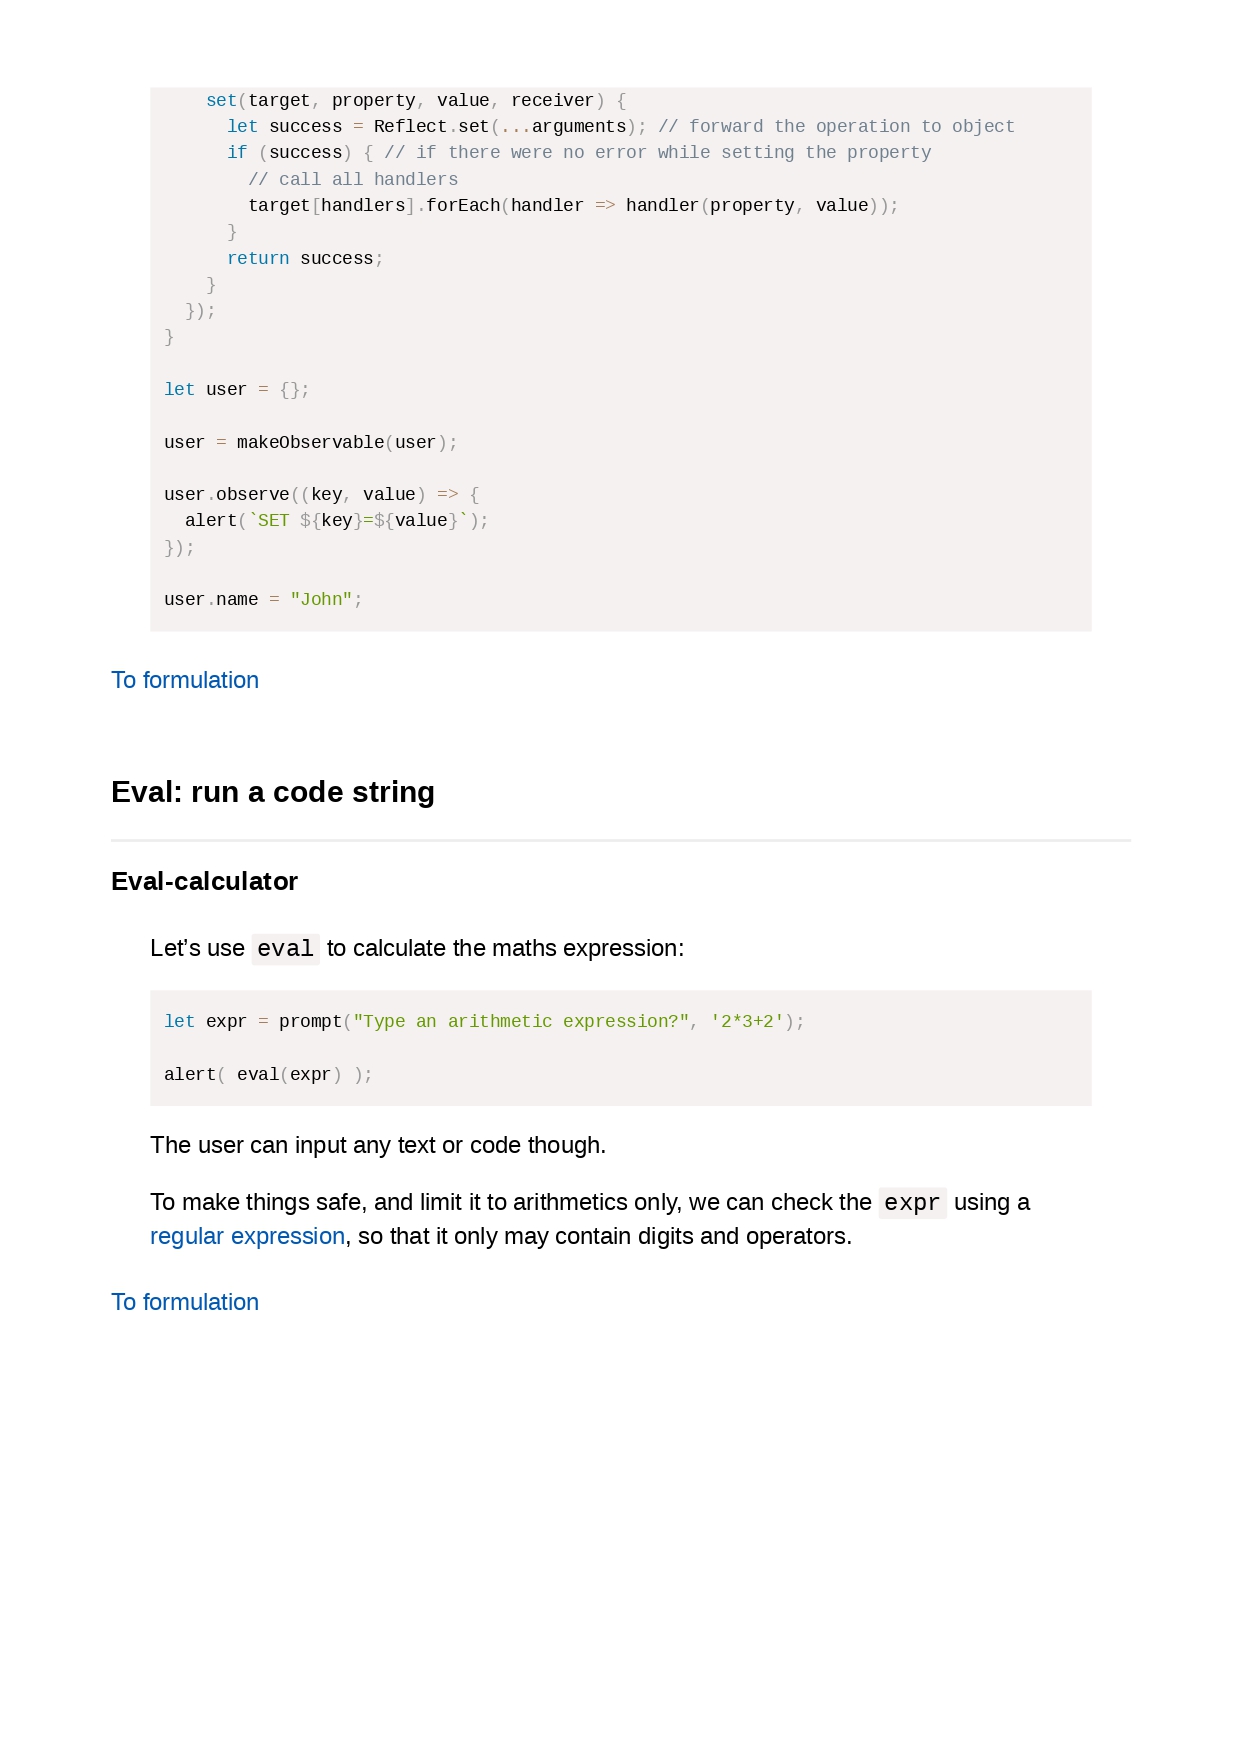 set(target, property, value, receiver) {
      let success = Reflect.set(...arguments); // forward the operation to object
      if (success) { // if there were no error while setting the property
        // call all handlers
        target[handlers].forEach(handler => handler(property, value));
      }
      return success;
    }
  });
}

let user = {};

user = makeObservable(user);

user.observe((key, value) => {
  alert(`SET ${key}=${value}`);
});

user.name = "John";

To formulation

Eval: run a code string

Eval-calculator

Let’s use eval to calculate the maths expression:

let expr = prompt("Type an arithmetic expression?", '2*3+2');

alert( eval(expr) );

The user can input any text or code though.

To make things safe, and limit it to arithmetics only, we can check the expr using a
regular expression, so that it only may contain digits and operators.

To formulation